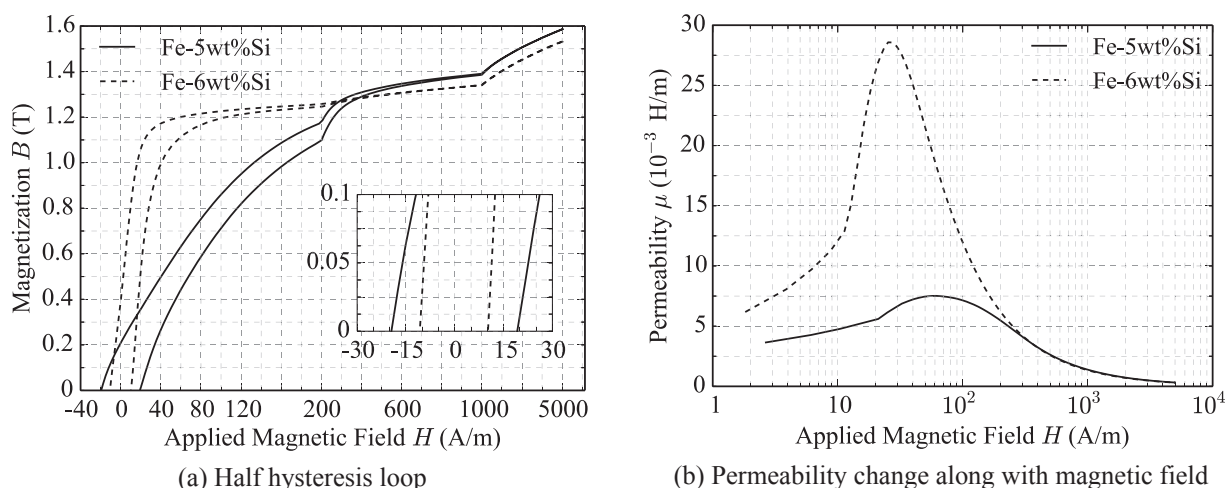 1.6
1.4
1.2
1.0
0.8
0.6
0.4
0.2
0
Magnetization B (T)
Fe-5wt%Si
Fe-6wt%Si
0.1
0.05
0
-30 -15 0 15 30
-40 0 40 80 120 200 600 1000 5000
Applied Magnetic Field H (A/m)
(a) Half hysteresis loop
30
25
20
15
10
5
0
Permeability μ (10⁻³ H/m)
Fe-5wt%Si
Fe-6wt%Si
1 10 10² 10³ 10⁴
Applied Magnetic Field H (A/m)
(b) Permeability change along with magnetic field